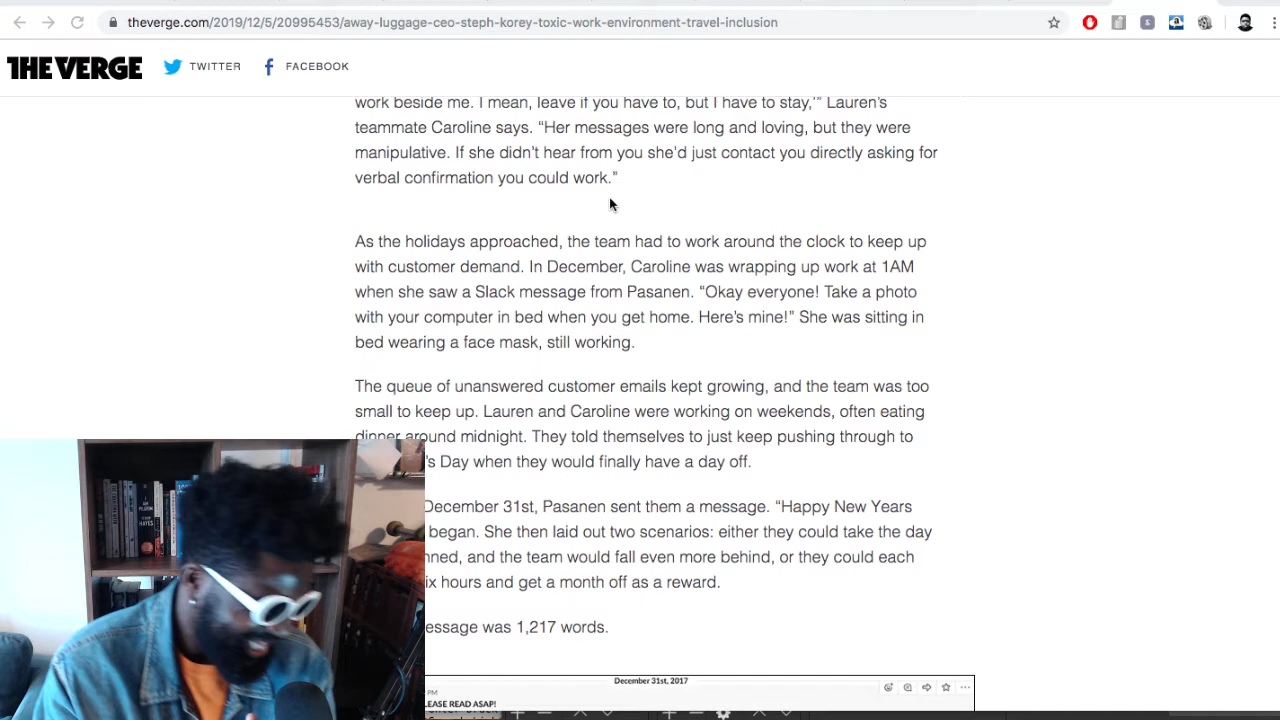 theverge.com/2019/12/5/20995453/away-luggage-ceo-steph-korey-toxic-work-environment-travel-inclusion
THE VERGE TWITTER FACEBOOK
work beside me. I mean, leave if you have to, but I have to stay,’” Lauren’s
teammate Caroline says. “Her messages were long and loving, but they were
manipulative. If she didn’t hear from you she’d just contact you directly asking for
verbal confirmation you could work.”
As the holidays approached, the team had to work around the clock to keep up
with customer demand. In December, Caroline was wrapping up work at 1AM
when she saw a Slack message from Pasanen. “Okay everyone! Take a photo
with your computer in bed when you get home. Here’s mine!” She was sitting in
bed wearing a face mask, still working.
The queue of unanswered customer emails kept growing, and the team was too
small to keep up. Lauren and Caroline were working on weekends, often eating
dinner around midnight. They told themselves to just keep pushing through to
’s Day when they would finally have a day off.
December 31st, Pasanen sent them a message. “Happy New Years
began. She then laid out two scenarios: either they could take the day
nned, and the team would fall even more behind, or they could each
ix hours and get a month off as a reward.
essage was 1,217 words.
December 31st, 2017
PM
LEASE READ ASAP!